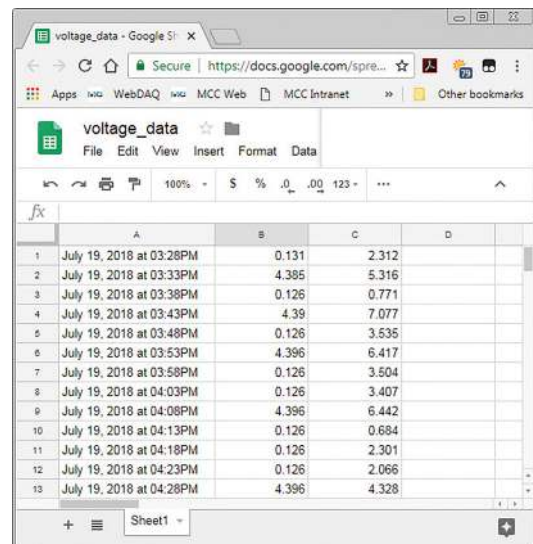 voltage_data - Google Sh
Secure | https://docs.google.com/spre...
79
Apps WebDAQ MCC Web MCC Intranet » Other bookmarks
voltage_data
File Edit View Insert Format Data
100% $ % .0 .00 123 ...
fx
A B C D
1 July 19, 2018 at 03:28PM 0.131 2.312
2 July 19, 2018 at 03:33PM 4.385 5.316
3 July 19, 2018 at 03:38PM 0.126 0.771
4 July 19, 2018 at 03:43PM 4.39 7.077
5 July 19, 2018 at 03:48PM 0.126 3.535
6 July 19, 2018 at 03:53PM 4.396 6.417
7 July 19, 2018 at 03:58PM 0.126 3.504
8 July 19, 2018 at 04:03PM 0.126 3.407
9 July 19, 2018 at 04:08PM 4.396 6.442
10 July 19, 2018 at 04:13PM 0.126 0.684
11 July 19, 2018 at 04:18PM 0.126 2.301
12 July 19, 2018 at 04:23PM 0.126 2.066
13 July 19, 2018 at 04:28PM 4.396 4.328
Sheet1